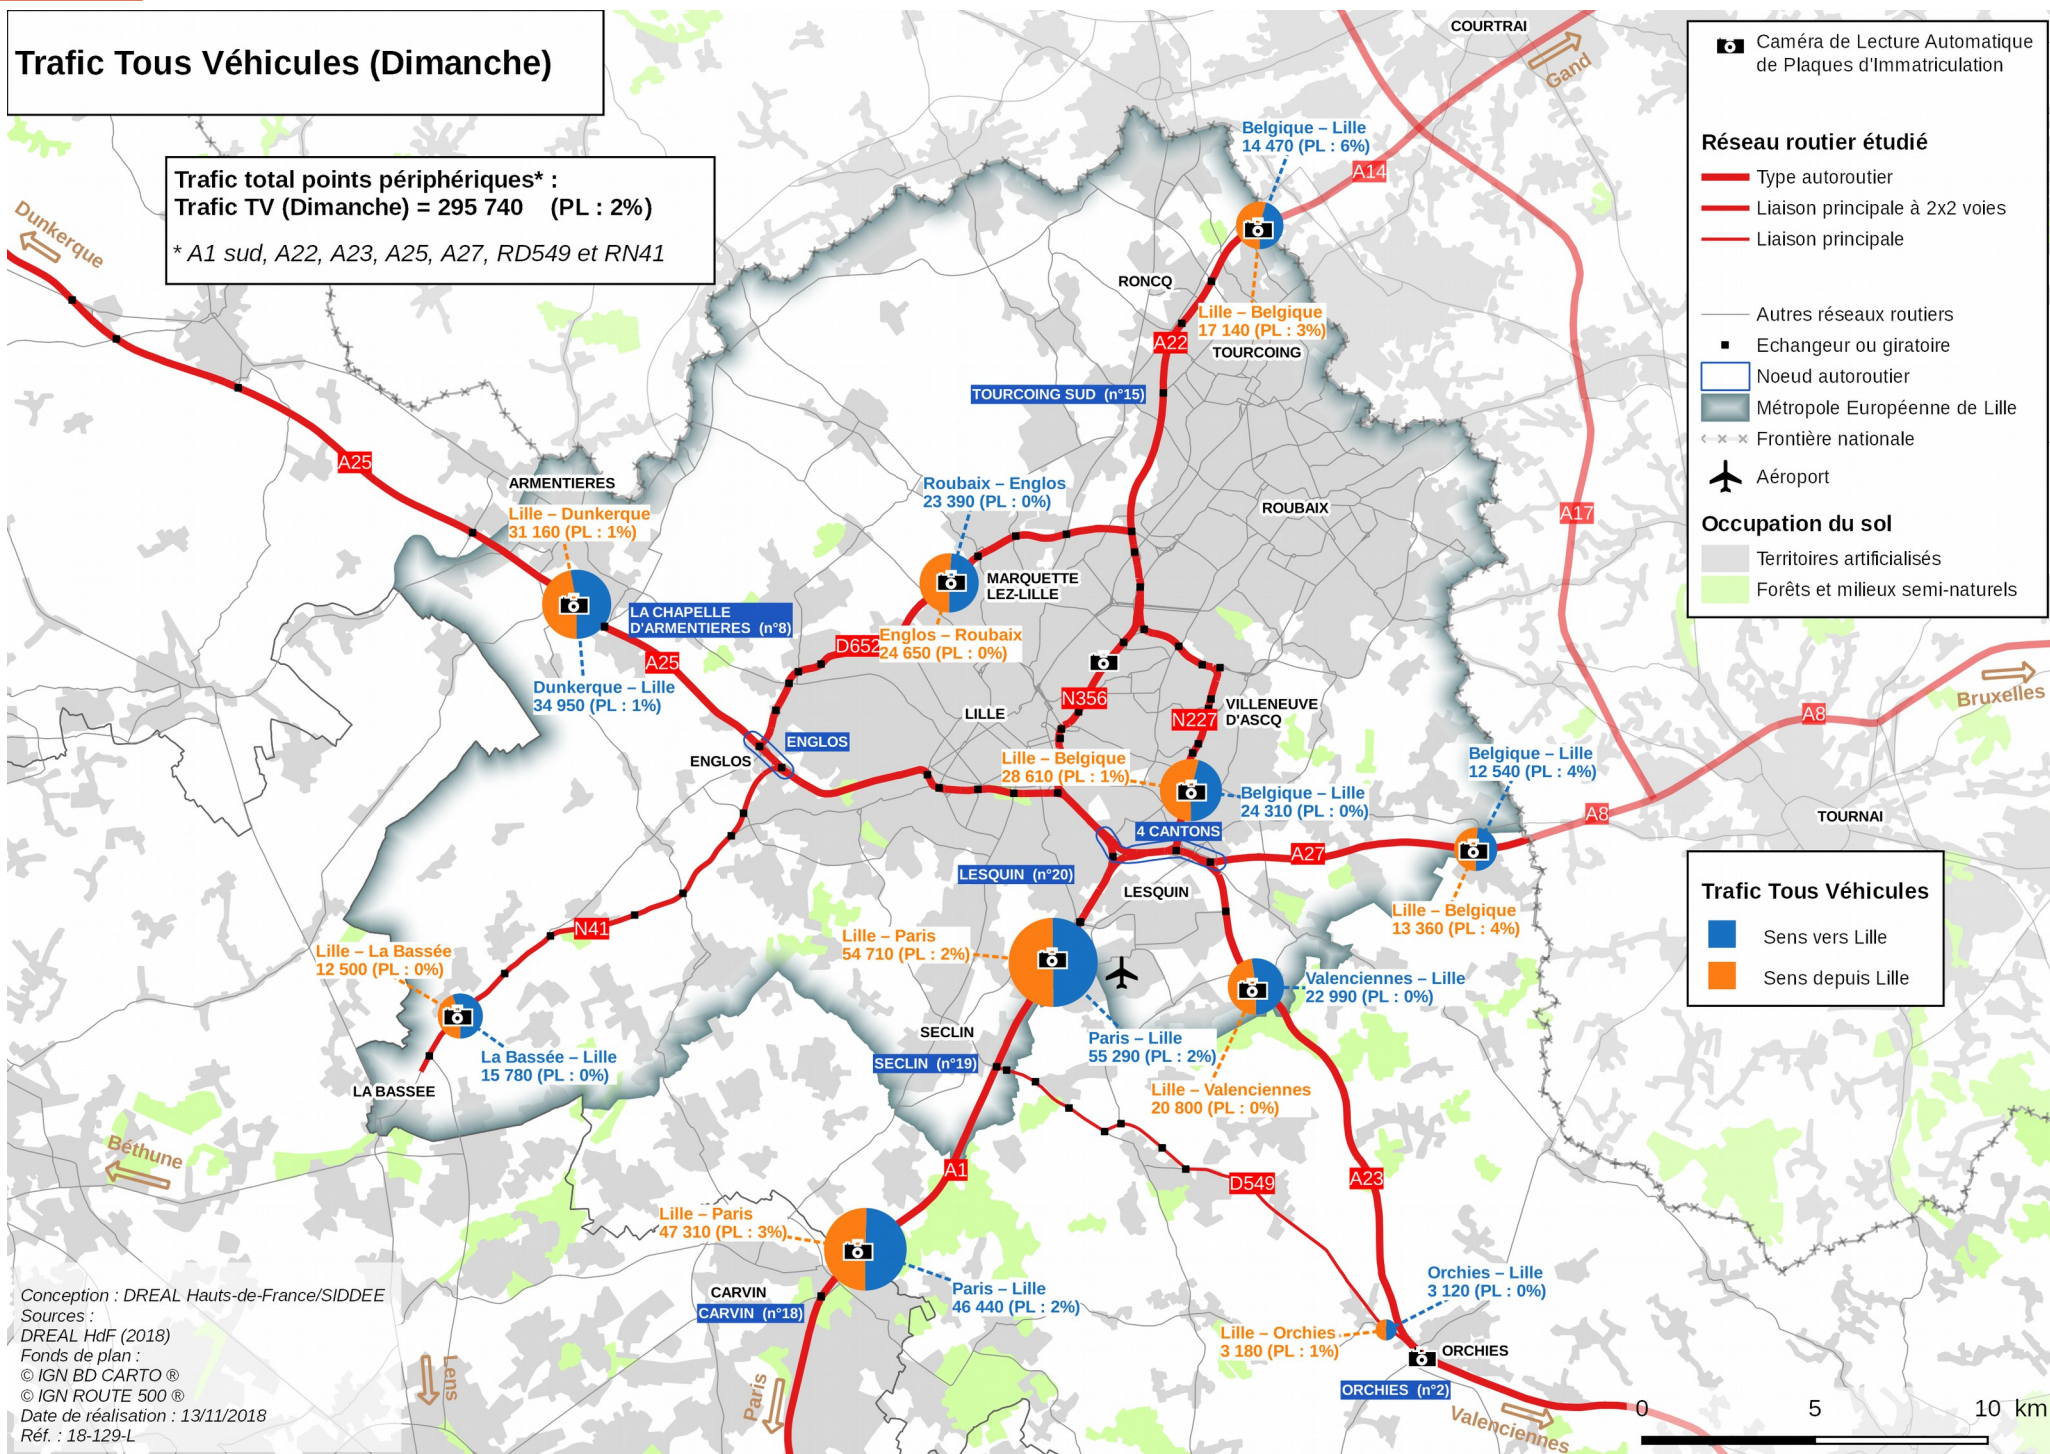 Trafic Tous Véhicules (Dimanche)
Trafic total points périphériques* :
Trafic TV (Dimanche) = 295 740 (PL : 2%)
* A1 sud, A22, A23, A25, A27, RD549 et RN41
COURTRAI
Gand
Belgique – Lille
14 470 (PL : 6%)
A14
Dunkerque
RONCQ
Lille – Belgique
17 140 (PL : 3%)
A22
TOURCOING
TOURCOING SUD (n°15)
A25
ARMENTIERES
Lille – Dunkerque
31 160 (PL : 1%)
Roubaix – Englos
23 390 (PL : 0%)
ROUBAIX
A17
MARQUETTE
LEZ-LILLE
LA CHAPELLE
D'ARMENTIERES (n°8)
D652
Englos – Roubaix
24 650 (PL : 0%)
A25
Dunkerque – Lille
34 950 (PL : 1%)
N356
LILLE
N227
VILLENEUVE
D'ASCQ
Bruxelles
A8
ENGLOS
ENGLOS
Lille – Belgique
28 610 (PL : 1%)
Belgique – Lille
24 310 (PL : 0%)
Belgique – Lille
12 540 (PL : 4%)
A8
TOURNAI
4 CANTONS
A27
LESQUIN (n°20)
LESQUIN
Lille – Belgique
13 360 (PL : 4%)
N41
Lille – La Bassée
12 500 (PL : 0%)
Lille – Paris
54 710 (PL : 2%)
Valenciennes – Lille
22 990 (PL : 0%)
La Bassée – Lille
15 780 (PL : 0%)
LA BASSEE
SECLIN
SECLIN (n°19)
Paris – Lille
55 290 (PL : 2%)
Lille – Valenciennes
20 800 (PL : 0%)
Béthune
A1
D549
A23
Lille – Paris
47 310 (PL : 3%)
Paris – Lille
46 440 (PL : 2%)
CARVIN
CARVIN (n°18)
Orchies – Lille
3 120 (PL : 0%)
Lille – Orchies
3 180 (PL : 1%)
ORCHIES
ORCHIES (n°2)
Lens
Paris
Valenciennes
Conception : DREAL Hauts-de-France/SIDDEE
Sources :
DREAL HdF (2018)
Fonds de plan :
© IGN BD CARTO ®
© IGN ROUTE 500 ®
Date de réalisation : 13/11/2018
Réf. : 18-129-L
Caméra de Lecture Automatique
de Plaques d'Immatriculation
Réseau routier étudié
Type autoroutier
Liaison principale à 2x2 voies
Liaison principale
Autres réseaux routiers
Echangeur ou giratoire
Noeud autoroutier
Métropole Européenne de Lille
Frontière nationale
Aéroport
Occupation du sol
Territoires artificialisés
Forêts et milieux semi-naturels
Trafic Tous Véhicules
Sens vers Lille
Sens depuis Lille
0 5 10 km